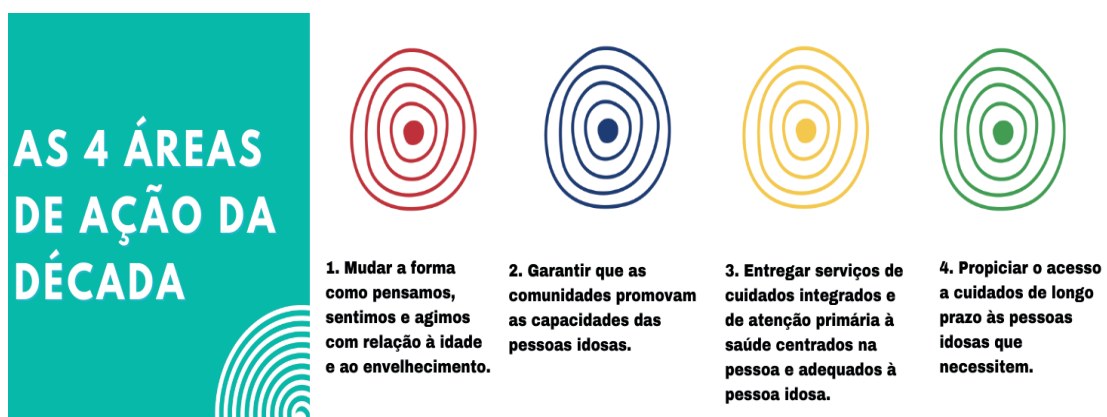 AS 4 ÁREAS
DE AÇÃO DA
DÉCADA
1. Mudar a forma
como pensamos,
sentimos e agimos
com relação à idade
e ao envelhecimento.
2. Garantir que as
comunidades promovam
as capacidades das
pessoas idosas.
3. Entregar serviços de
cuidados integrados e
de atenção primária à
saúde centrados na
pessoa e adequados à
pessoa idosa.
4. Propiciar o acesso
a cuidados de longo
prazo às pessoas
idosas que
necessitem.